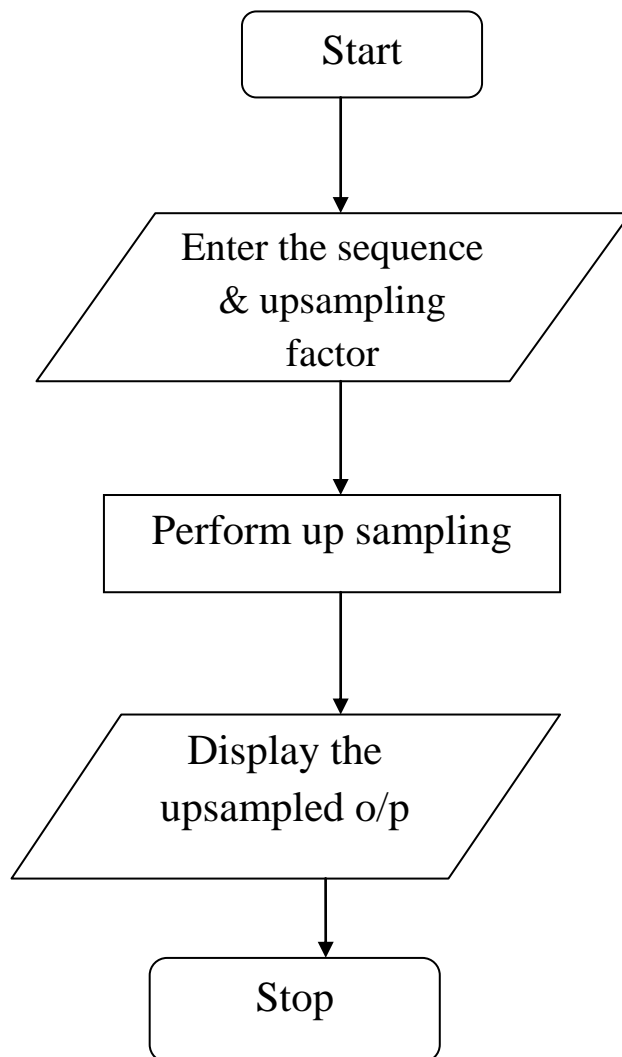 Start
Enter the sequence
& upsampling
factor
Perform up sampling
Display the
upsampled o/p
Stop